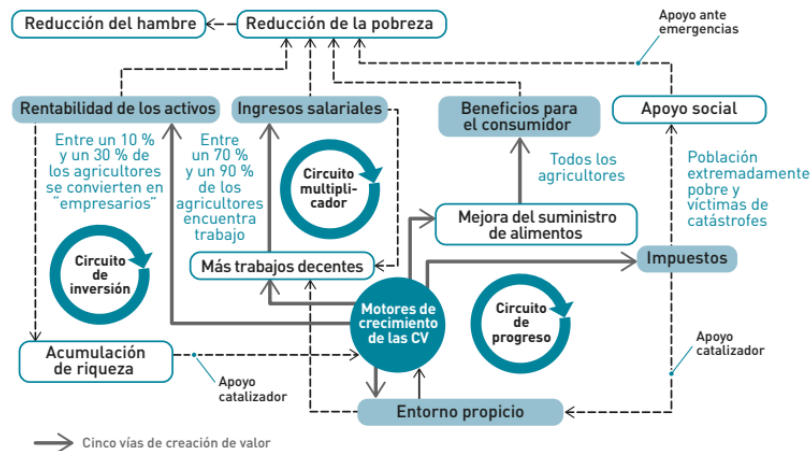 Reducción del hambre
Reducción de la pobreza
Apoyo ante
emergencias
Rentabilidad de los activos
Ingresos salariales
Beneficios para
el consumidor
Apoyo social
Entre un 10 %
y un 30 % de
los agricultores
se convierten en
"empresarios"
Entre
un 70 %
y un 90 %
de los
agricultores
encuentra
trabajo
Circuito
multipli-
cador
Todos los
agricultores
Población
extremadamente
pobre y
víctimas de
catástrofes
Mejora del suministro
de alimentos
Circuito
de
inversión
Más trabajos decentes
Impuestos
Motores de
crecimiento
de las CV
Circuito
de
progreso
Acumulación
de riqueza
Apoyo
catalizador
Apoyo
catalizador
Entorno propicio
Cinco vías de creación de valor